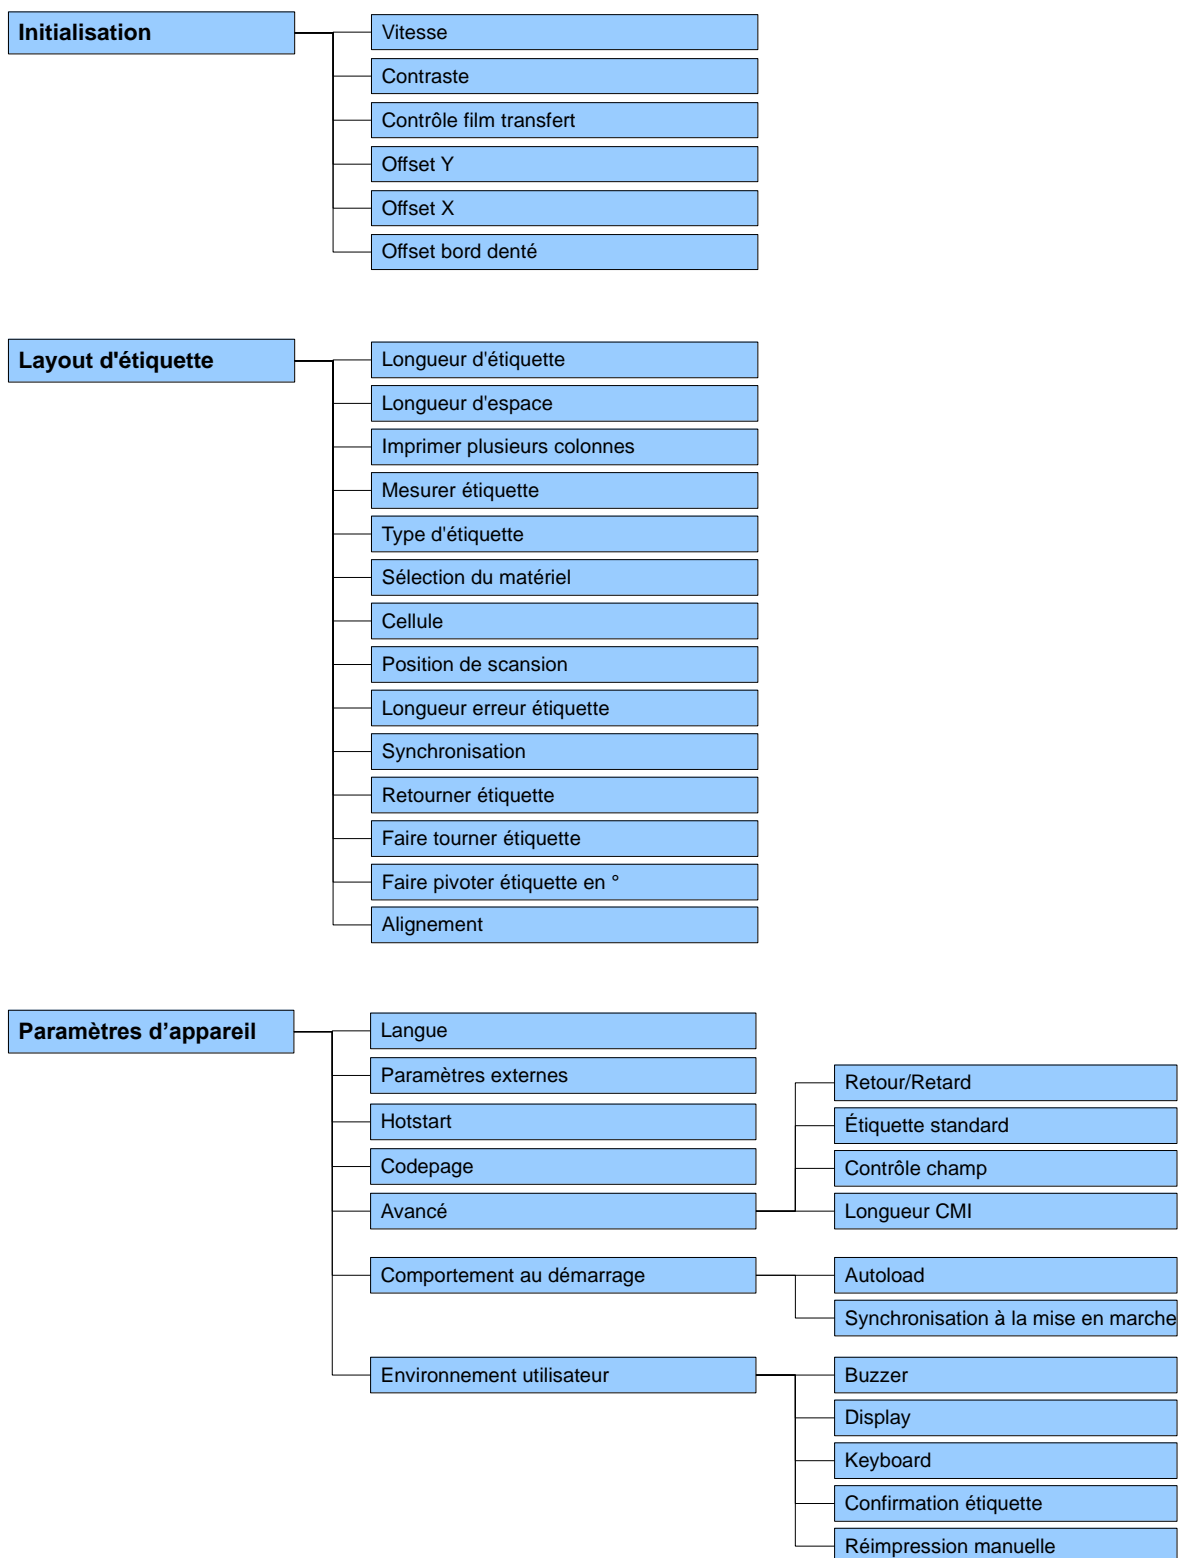 Initialisation
Vitesse
Contraste
Contrôle film transfert
Offset Y
Offset X
Offset bord denté
Layout d'étiquette
Longueur d'étiquette
Longueur d'espace
Imprimer plusieurs colonnes
Mesurer étiquette
Type d'étiquette
Sélection du matériel
Cellule
Position de scansion
Longueur erreur étiquette
Synchronisation
Retourner étiquette
Faire tourner étiquette
Faire pivoter étiquette en °
Alignement
Paramètres d’appareil
Langue
Paramètres externes
Hotstart
Codepage
Avancé
Retour/Retard
Étiquette standard
Contrôle champ
Longueur CMI
Comportement au démarrage
Autoload
Synchronisation à la mise en marche
Environnement utilisateur
Buzzer
Display
Keyboard
Confirmation étiquette
Réimpression manuelle